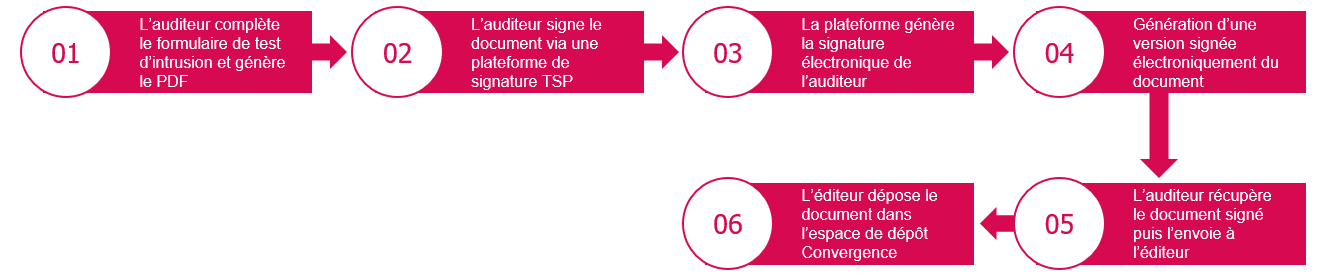 01
L’auditeur complète
le formulaire de test
d’intrusion et génère
le PDF
02
L’auditeur signe le
document via une
plateforme de
signature TSP
03
La plateforme génère
la signature
électronique de
l’auditeur
04
Génération d’une
version signée
électroniquement du
document
05
L’auditeur récupère
le document signé
puis l’envoie à
l’éditeur
06
L’éditeur dépose le
document dans
l’espace de dépôt
Convergence